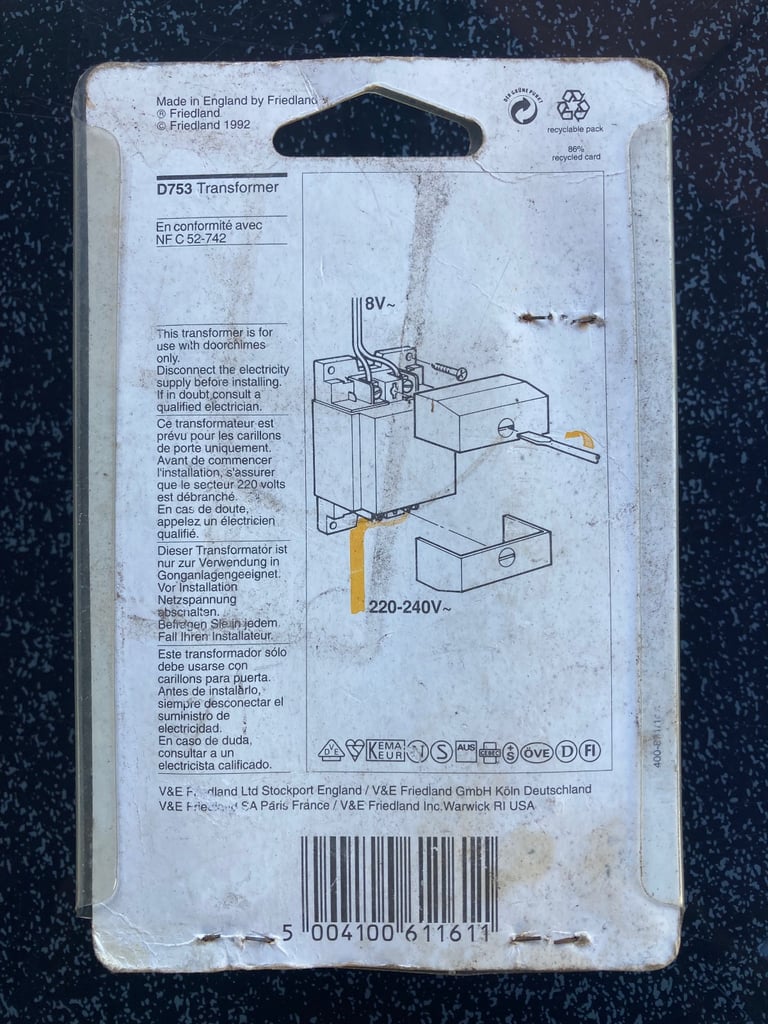 Made in England by Friedland
® Friedland
© Friedland 1992
DER GRÜNE PUNKT
recyclable pack
86%
recycled card
D753 Transformer
En conformité avec
NF C 52-742
This transformer is for
use with doorchimes
only.
Disconnect the electricity
supply before installing.
If in doubt consult a
qualified electrician.
Ce transformateur est
prévu pour les carillons
de porte uniquement.
Avant de commencer
l'installation, s'assurer
que le secteur 220 volts
est débranché.
En cas de doute,
appelez un électricien
qualifié.
Dieser Transformator ist
nur zur Verwendung in
Gonganlagengeeignet.
Vor Installation
Netzspannung
abschalten.
Befragen Sie in jedem
Fall Ihren Installateur.
Este transformador sólo
debe usarse con
carillons para puerta.
Antes de instalarlo,
siempre desconectar el
suministro de
electricidad.
En caso de duda,
consultar a un
electricista calificado.
8V~
220-240V~
DVE KEMA KEUR N S AUS CEBEC +S ÖVE D FI
V&E Friedland Ltd Stockport England / V&E Friedland GmbH Köln Deutschland
V&E Friedland SA Paris France / V&E Friedland Inc. Warwick RI USA
5 004100 611611